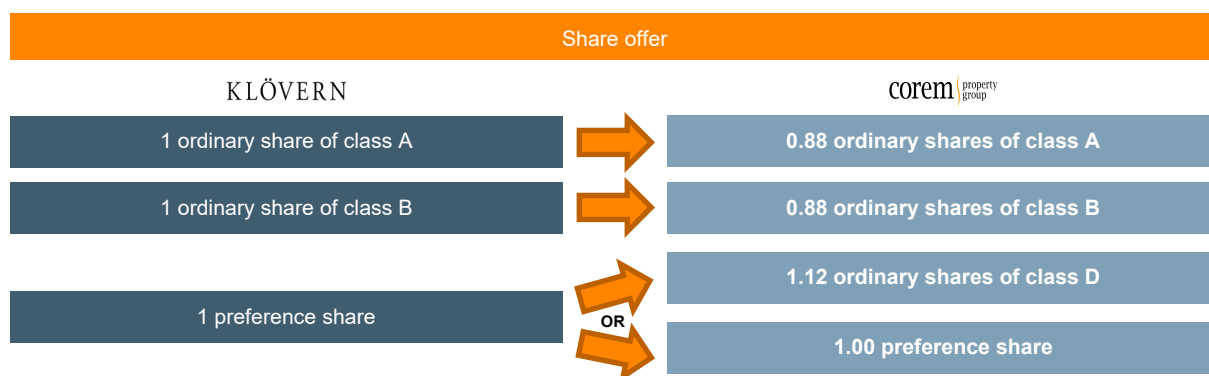 Share offer
KLÖVERN
corem property group
1 ordinary share of class A
0.88 ordinary shares of class A
1 ordinary share of class B
0.88 ordinary shares of class B
1 preference share
OR
1.12 ordinary shares of class D
1.00 preference share